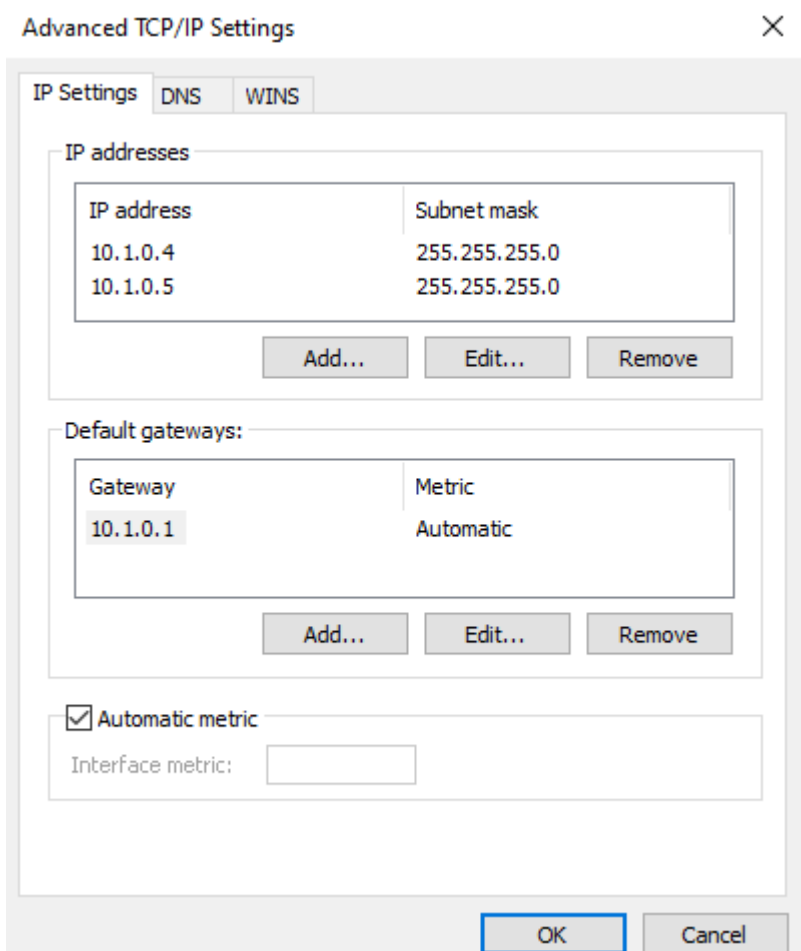 Advanced TCP/IP Settings
IP Settings DNS WINS
IP addresses
IP address Subnet mask
10.1.0.4 255.255.255.0
10.1.0.5 255.255.255.0
Add... Edit... Remove
Default gateways:
Gateway Metric
10.1.0.1 Automatic
Add... Edit... Remove
Automatic metric
Interface metric:
OK Cancel